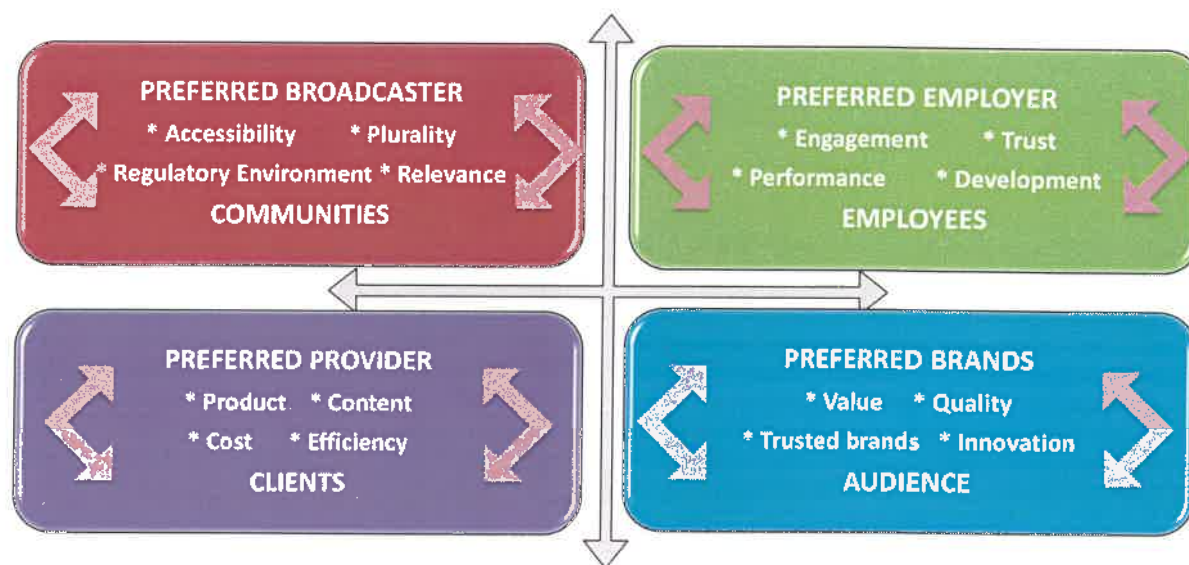 PREFERRED BROADCASTER
* Accessibility * Plurality
* Regulatory Environment * Relevance
COMMUNITIES
PREFERRED EMPLOYER
* Engagement * Trust
* Performance * Development
EMPLOYEES
PREFERRED PROVIDER
* Product * Content
* Cost * Efficiency
CLIENTS
PREFERRED BRANDS
* Value * Quality
* Trusted brands * Innovation
AUDIENCE